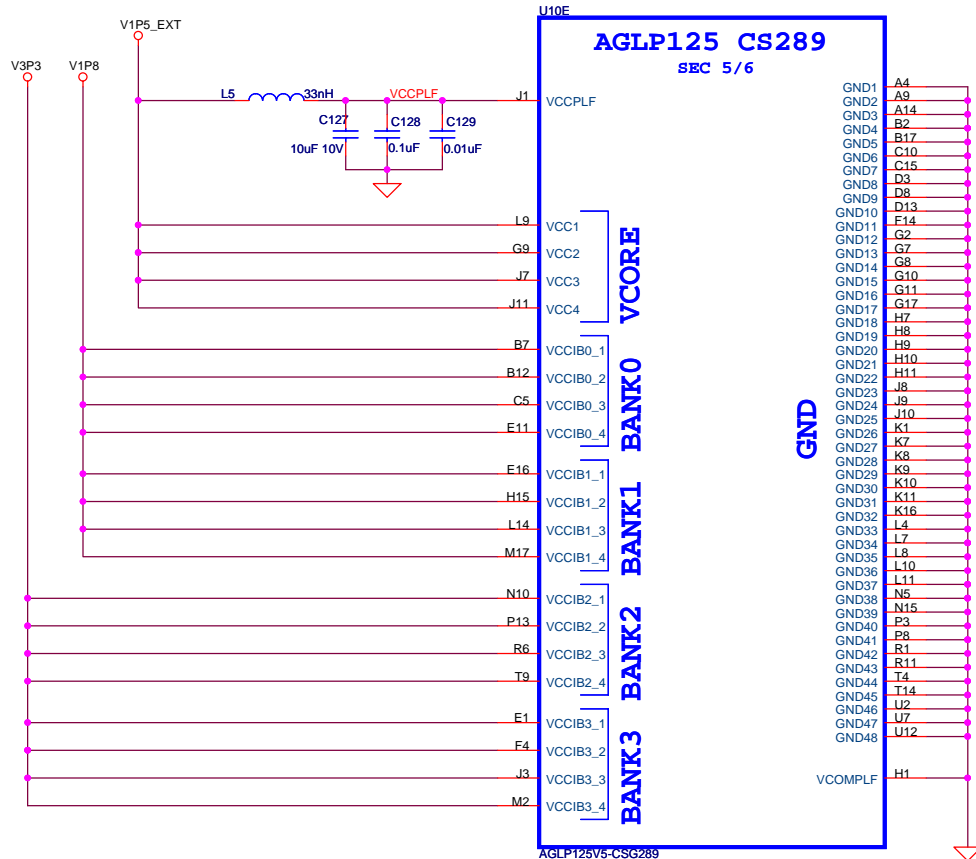 U10E
V1P5_EXT
AGLP125 CS289
SEC 5/6
V3P3
V1P8
L5
33nH
VCCPLF
J1
VCCPLF
C127
10uF 10V
C128
0.1uF
C129
0.01uF
L9
VCC1
G9
VCC2
J7
VCC3
J11
VCC4
VCORE
B7
VCCIB0_1
B12
VCCIB0_2
C5
VCCIB0_3
E11
VCCIB0_4
BANK0
E16
VCCIB1_1
H15
VCCIB1_2
L14
VCCIB1_3
M17
VCCIB1_4
BANK1
N10
VCCIB2_1
P13
VCCIB2_2
R6
VCCIB2_3
T9
VCCIB2_4
BANK2
E1
VCCIB3_1
F4
VCCIB3_2
J3
VCCIB3_3
M2
VCCIB3_4
BANK3
GND
GND1 A4
GND2 A9
GND3 A14
GND4 B2
GND5 B17
GND6 C10
GND7 C15
GND8 D3
GND9 D8
GND10 D13
GND11 F14
GND12 G2
GND13 G7
GND14 G8
GND15 G10
GND16 G11
GND17 G17
GND18 H7
GND19 H8
GND20 H9
GND21 H10
GND22 H11
GND23 J8
GND24 J9
GND25 J10
GND26 K1
GND27 K7
GND28 K8
GND29 K9
GND30 K10
GND31 K11
GND32 K16
GND33 L4
GND34 L7
GND35 L8
GND36 L10
GND37 L11
GND38 N5
GND39 N15
GND40 P3
GND41 P8
GND42 R1
GND43 R11
GND44 T4
GND45 T14
GND46 U2
GND47 U7
GND48 U12
VCOMPLF H1
AGLP125V5-CSG289